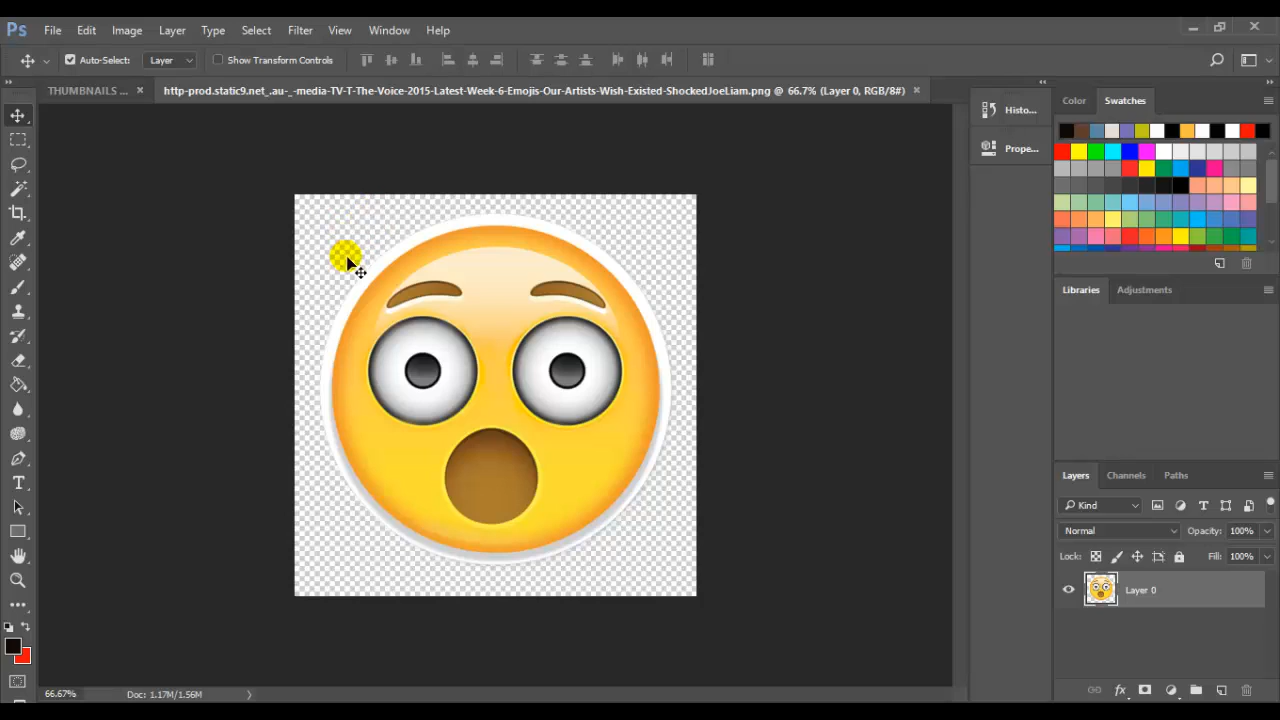 Ps File Edit Image Layer Type Select Filter View Window Help
Auto-Select: Layer Show Transform Controls
THUMBNAILS ... × http-prod.static9.net_.au-_-media-TV-T-The-Voice-2015-Latest-Week-6-Emojis-Our-Artists-Wish-Existed-ShockedJoeLiam.png @ 66.7% (Layer 0, RGB/8#) ×
Histo...
Prope...
Color Swatches
Libraries Adjustments
Layers Channels Paths
Kind
Normal Opacity: 100%
Lock: Fill: 100%
Layer 0
fx
66.67% Doc: 1.17M/1.56M